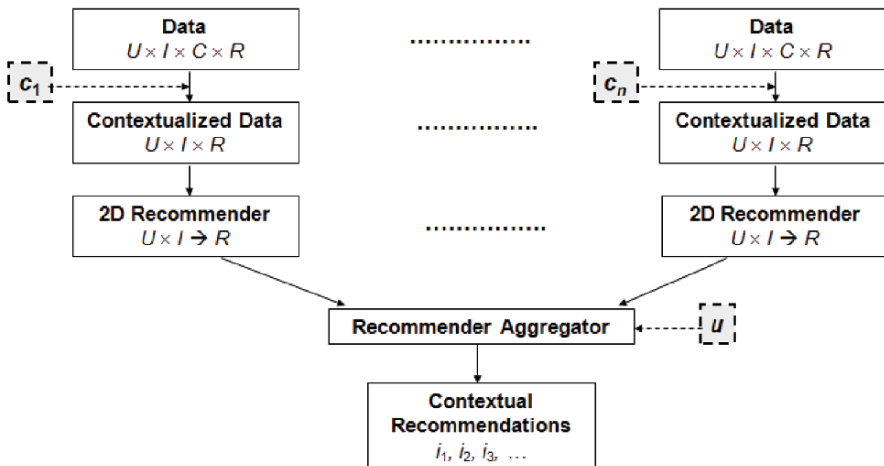 Data
U × I × C × R
................
Data
U × I × C × R
c1
cn
Contextualized Data
U × I × R
................
Contextualized Data
U × I × R
2D Recommender
U × I → R
................
2D Recommender
U × I → R
Recommender Aggregator
u
Contextual
Recommendations
i1, i2, i3, ...